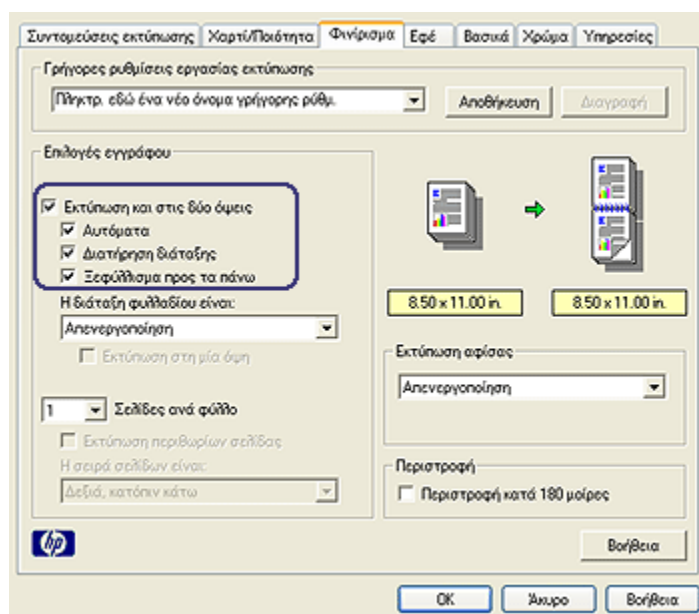 Συντομεύσεις εκτύπωσης Χαρτί/Ποιότητα Φινίρισμα Εφέ Βασικά Χρώμα Υπηρεσίες
Γρήγορες ρυθμίσεις εργασίας εκτύπωσης
Πληκτρ. εδώ ένα νέο όνομα γρήγορης ρύθμ. Αποθήκευση Διαγραφή
Επιλογές εγγράφου
Εκτύπωση και στις δύο όψεις
Αυτόματα
Διατήρηση διάταξης
Ξεφύλλισμα προς τα πάνω
Η διάταξη φυλλαδίου είναι:
Απενεργοποίηση
Εκτύπωση στη μία όψη
1 Σελίδες ανά φύλλο
Εκτύπωση περιθωρίων σελίδας
Η σειρά σελίδων είναι:
Δεξιά, κατόπιν κάτω
8.50 x 11.00 in. 8.50 x 11.00 in.
Εκτύπωση αφίσας
Απενεργοποίηση
Περιστροφή
Περιστροφή κατά 180 μοίρες
hp
Βοήθεια
OK Άκυρο Βοήθεια